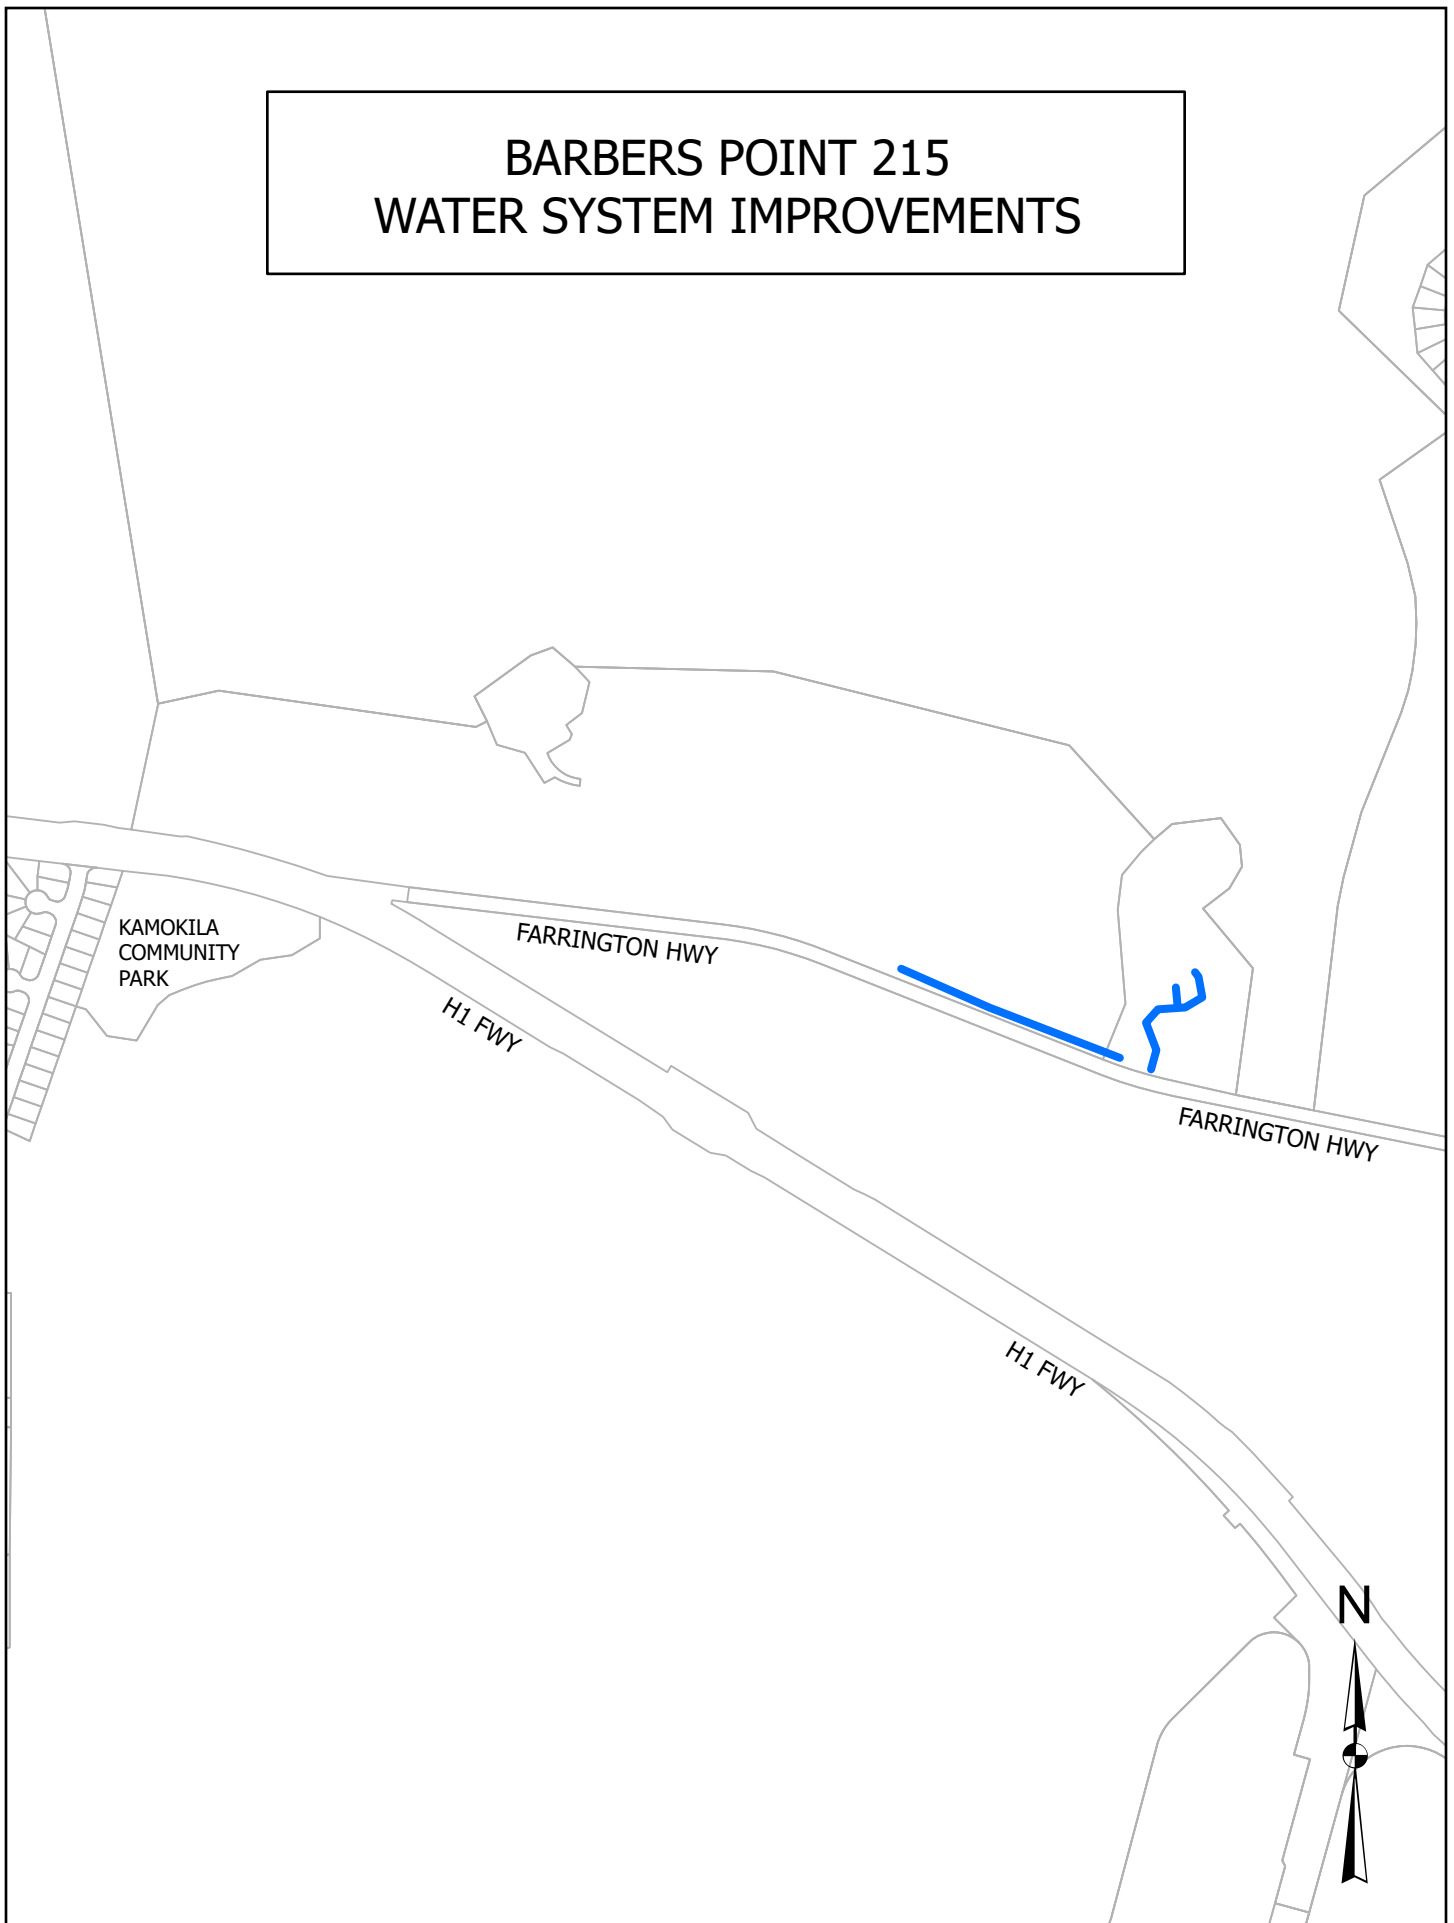 BARBERS POINT 215
WATER SYSTEM IMPROVEMENTS
KAMOKILA
COMMUNITY
PARK
FARRINGTON HWY
H1 FWY
FARRINGTON HWY
H1 FWY
N